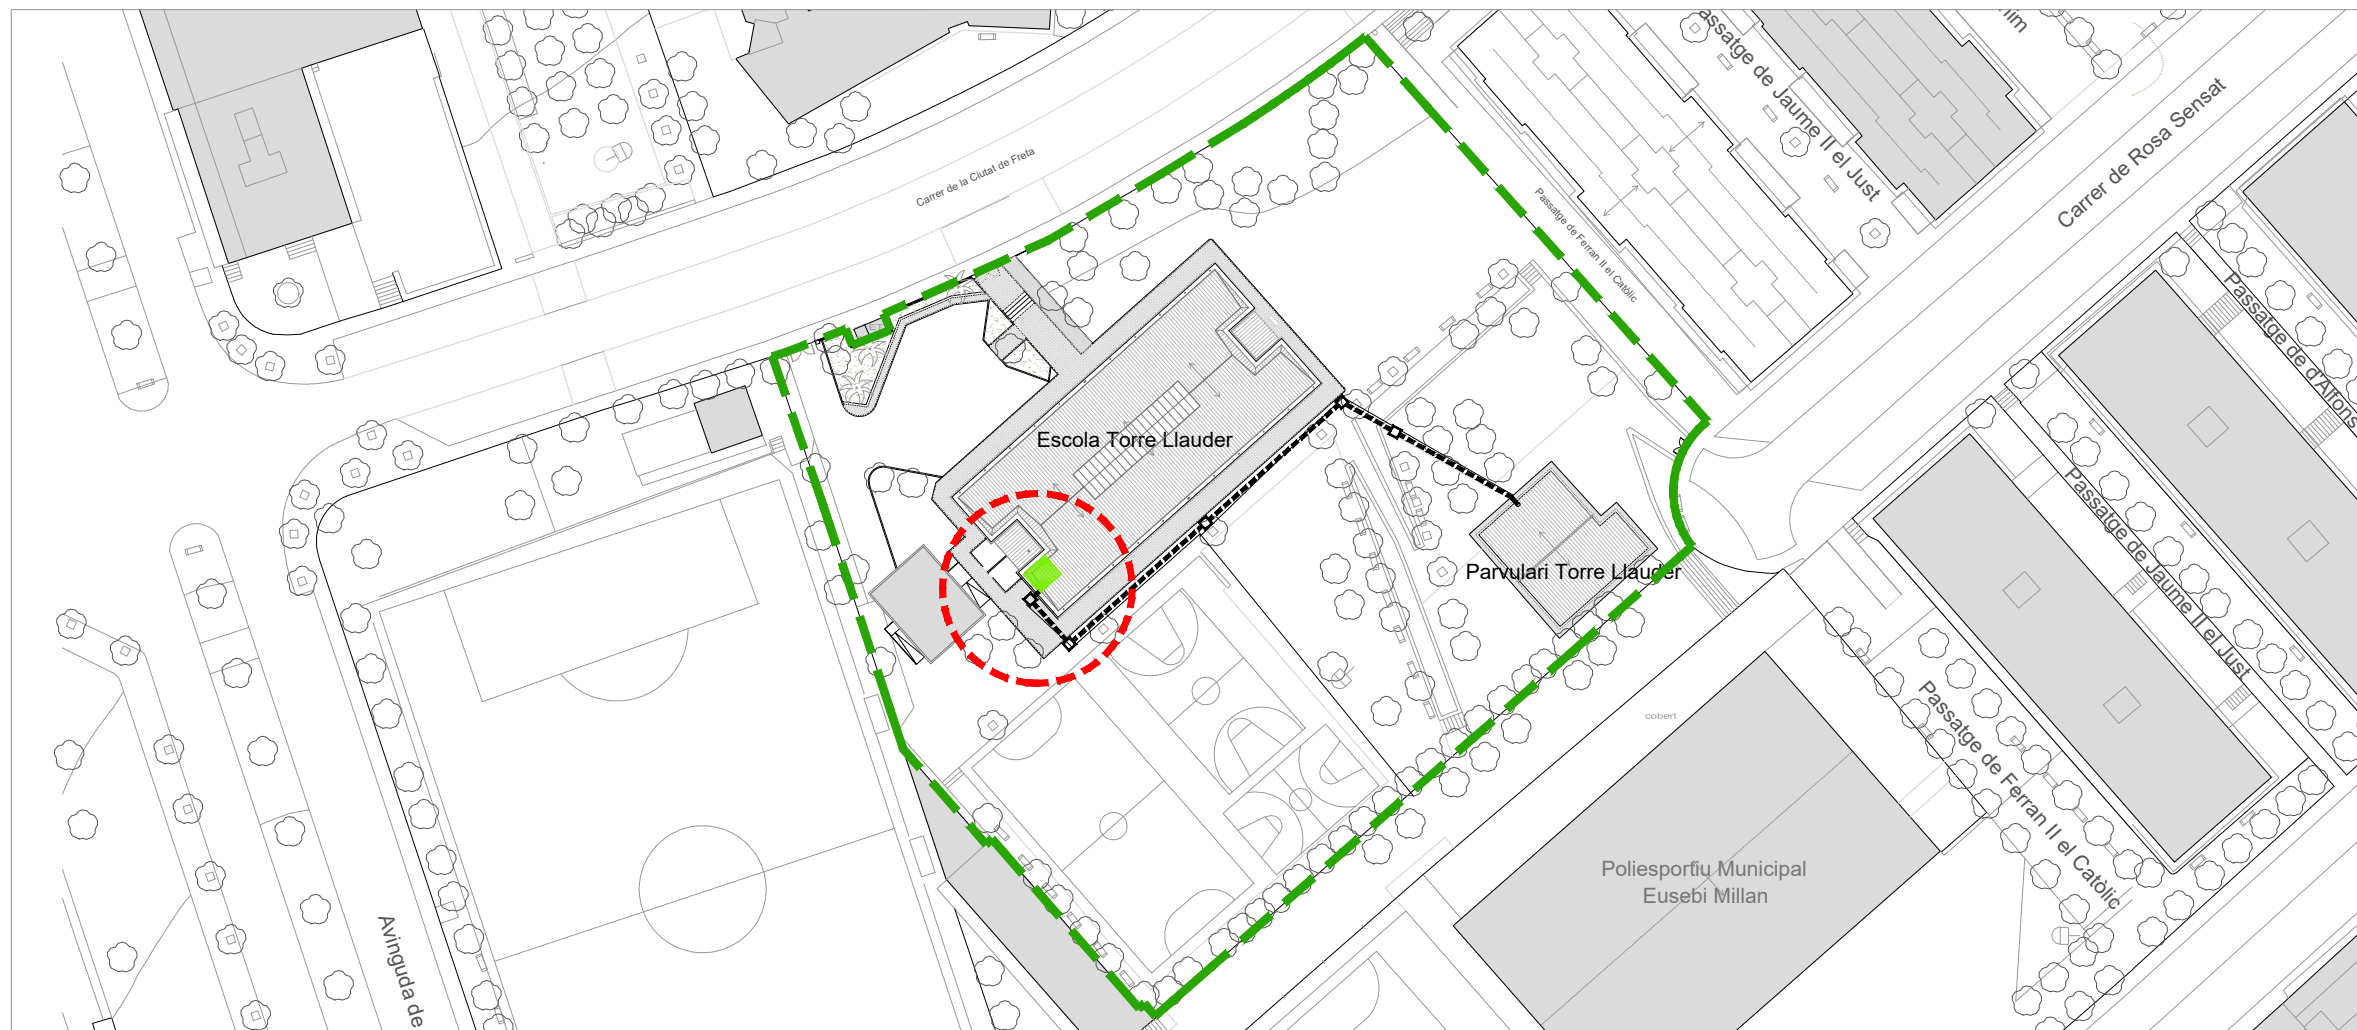 Passatge de Jaume II el Just
Carrer de Rosa Sensat
Carrer de la Ciutat de Freta
Passatge de Ferran II el Catòlic
Passatge de d'Alfons
Escola Torre Llauder
Passatge de Jaume II el Just
Parvulari Torre Llauder
cobert
Passatge de Ferran II el Catòlic
Poliesportiu Municipal
Eusebi Millan
Avinguda de